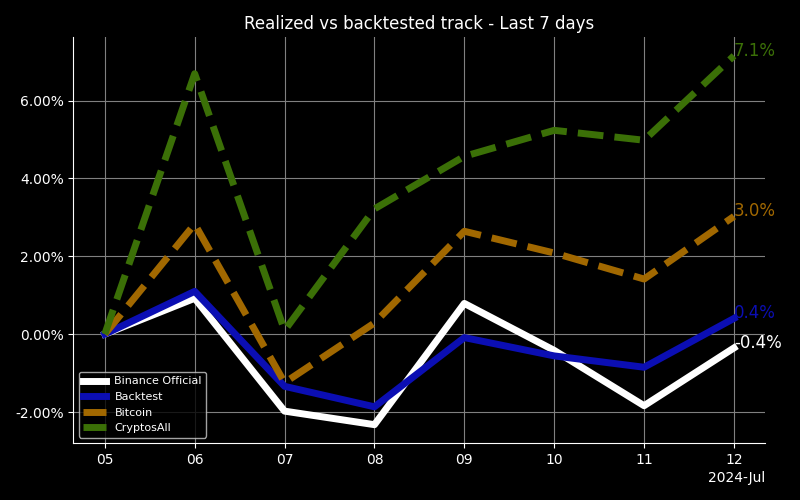 Realized vs backtested track - Last 7 days
7.1%
6.00%
4.00%
3.0%
2.00%
0.4%
0.00%
-0.4%
-2.00%
Binance Official
Backtest
Bitcoin
CryptosAll
05 06 07 08 09 10 11 12
2024-Jul